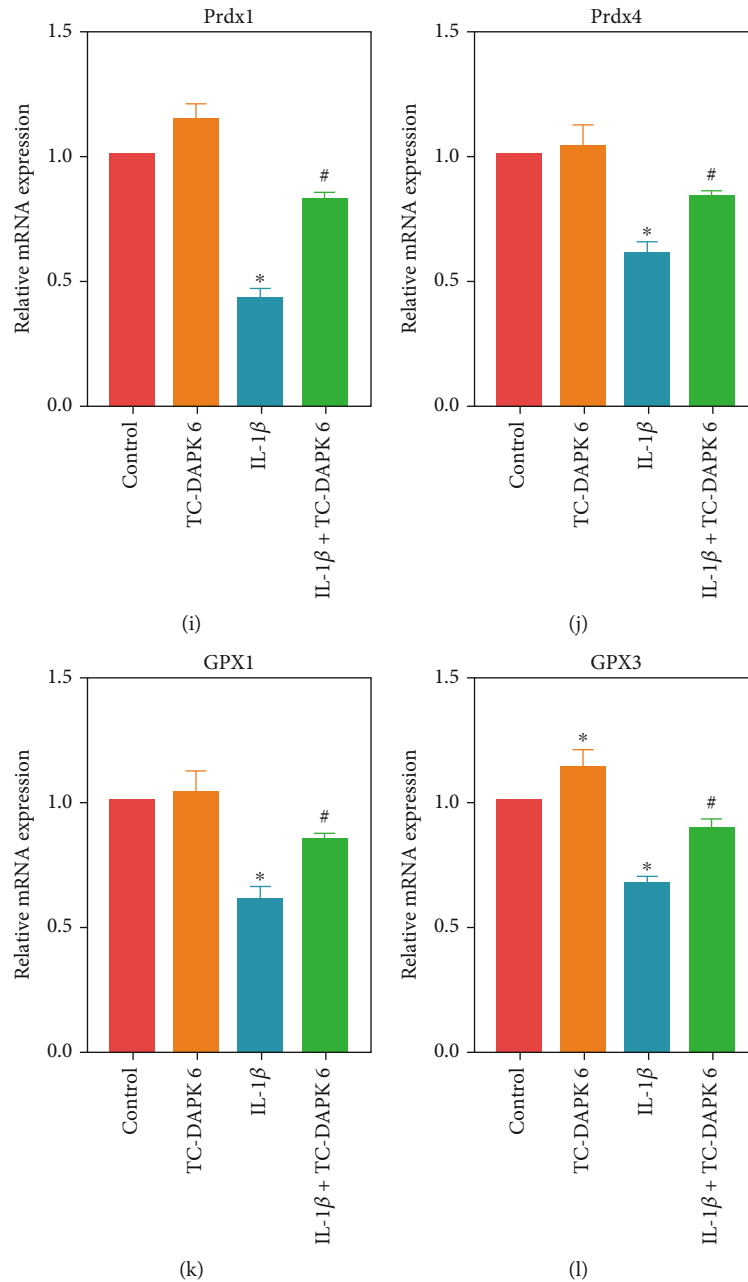 Prdx1
Relative mRNA expression
1.5
1.0
0.5
0.0
*
#
Control
TC-DAPK 6
IL-1β
IL-1β + TC-DAPK 6
(i)
Prdx4
Relative mRNA expression
1.5
1.0
0.5
0.0
*
#
Control
TC-DAPK 6
IL-1β
IL-1β + TC-DAPK 6
(j)
GPX1
Relative mRNA expression
1.5
1.0
0.5
0.0
*
#
Control
TC-DAPK 6
IL-1β
IL-1β + TC-DAPK 6
(k)
GPX3
Relative mRNA expression
1.5
1.0
0.5
0.0
*
*
#
Control
TC-DAPK 6
IL-1β
IL-1β + TC-DAPK 6
(l)